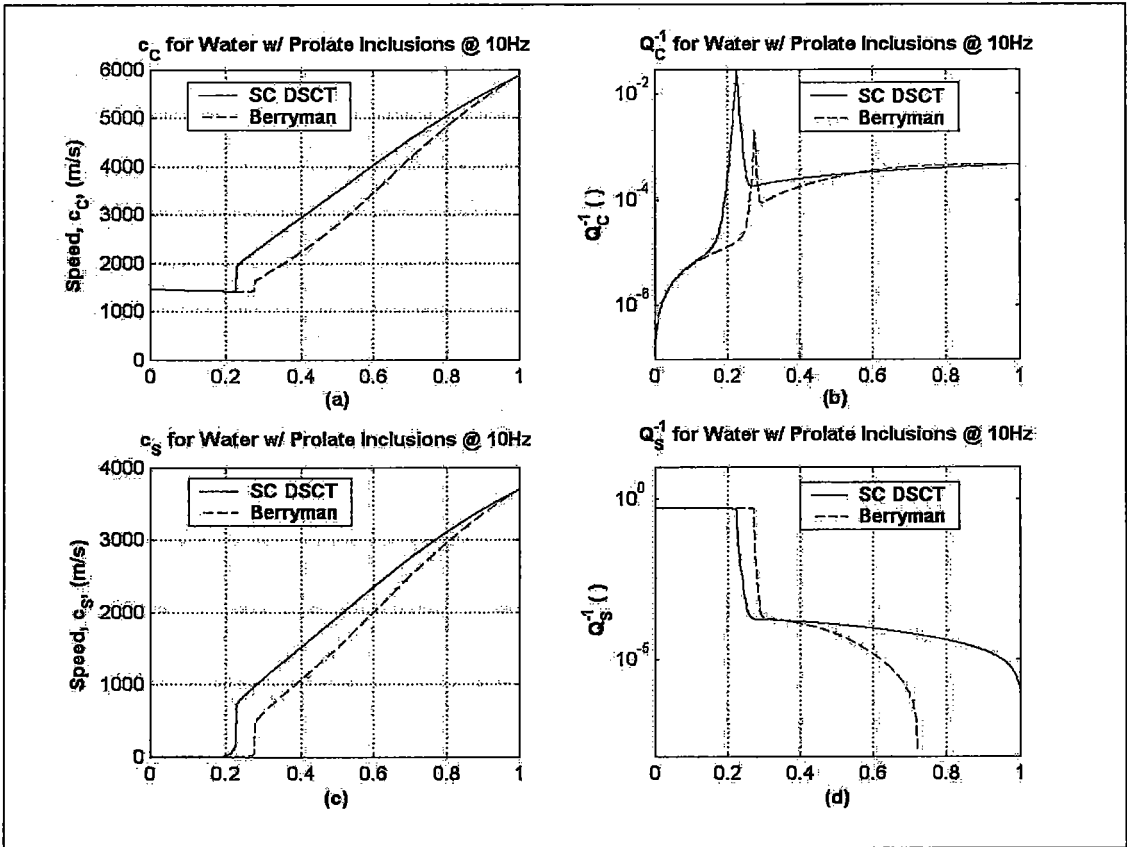 c_C for Water w/ Prolate Inclusions @ 10Hz
6000
5000
4000
3000
2000
1000
0
Speed, c_C, (m/s)
SC DSCT
Berryman
0 0.2 0.4 0.6 0.8 1
(a)
Q_C^-1 for Water w/ Prolate Inclusions @ 10Hz
10^-2
10^-4
10^-6
Q_C^-1 ( )
SC DSCT
Berryman
0 0.2 0.4 0.6 0.8 1
(b)
c_S for Water w/ Prolate Inclusions @ 10Hz
4000
3000
2000
1000
0
Speed, c_S, (m/s)
SC DSCT
Berryman
0 0.2 0.4 0.6 0.8 1
(c)
Q_S^-1 for Water w/ Prolate Inclusions @ 10Hz
10^0
10^-5
Q_S^-1 ( )
SC DSCT
Berryman
0 0.2 0.4 0.6 0.8 1
(d)